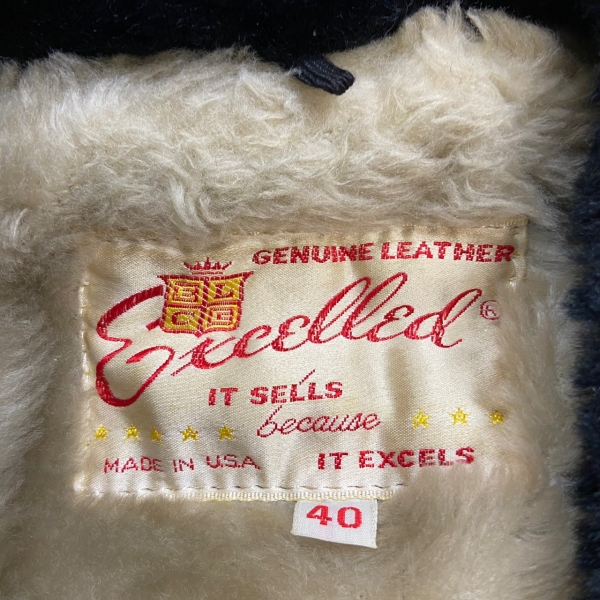 GENUINE LEATHER
Excelled®
IT SELLS
because
MADE IN U.S.A.
IT EXCELS
40